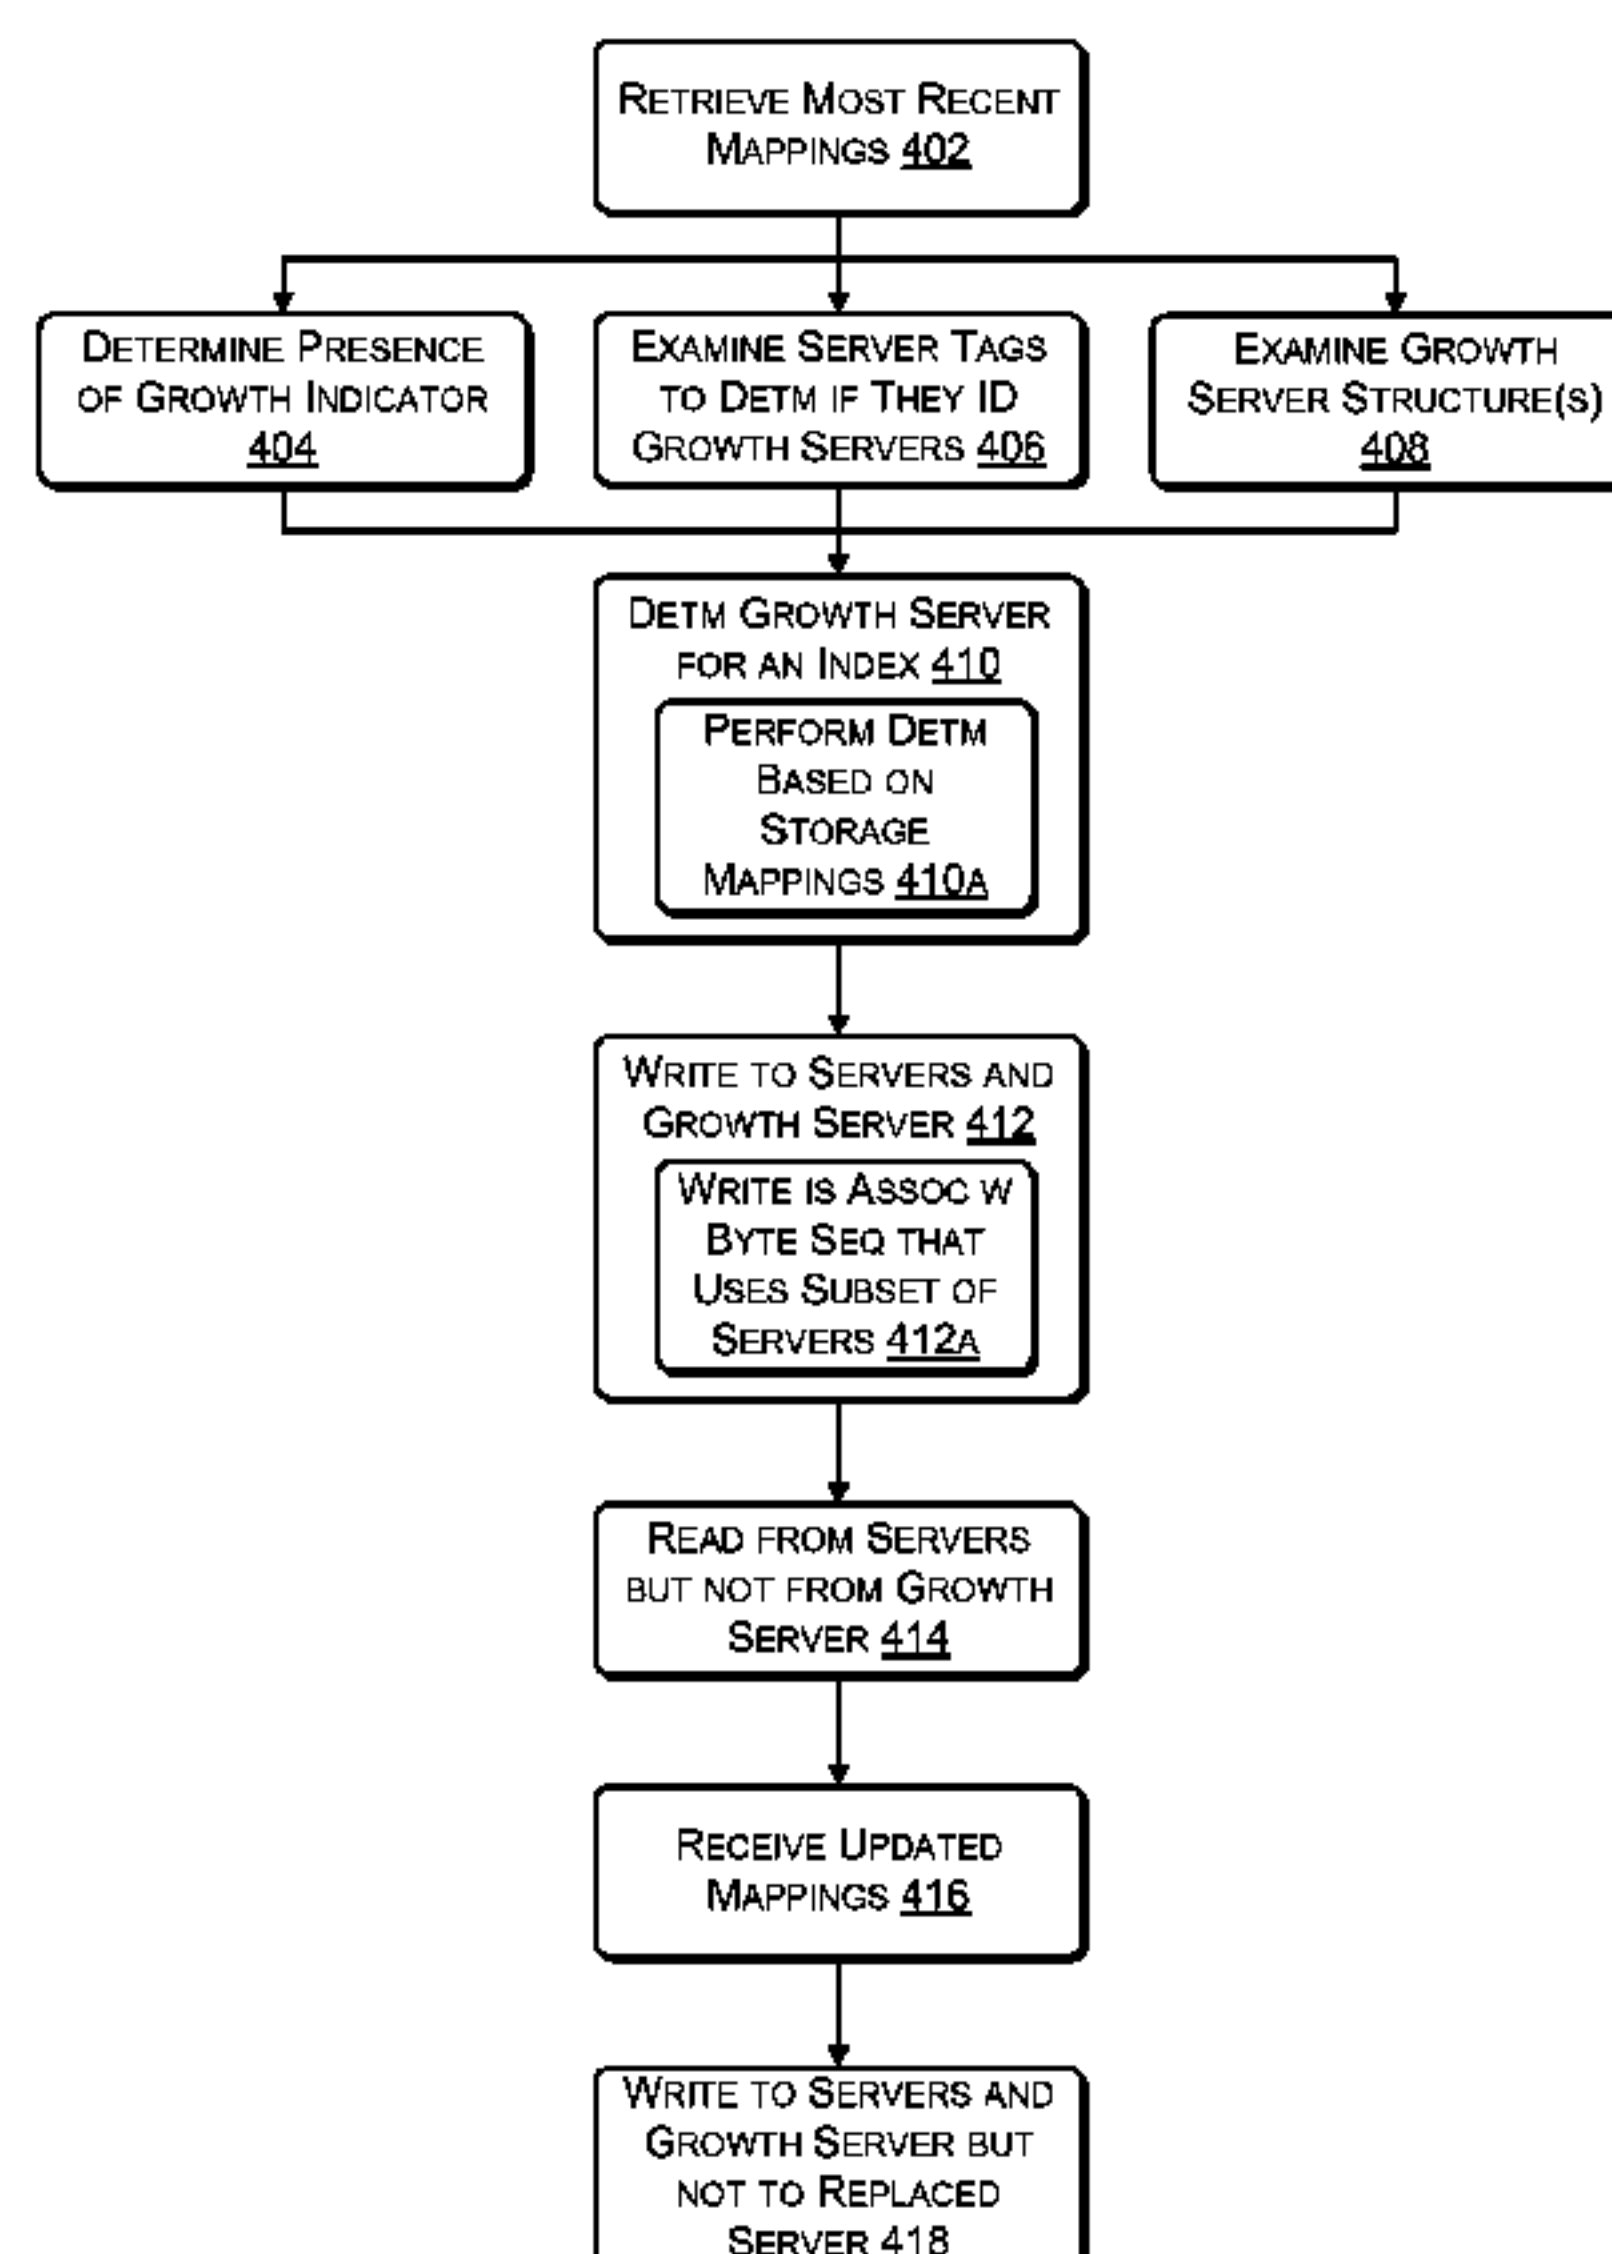 RETRIEVE MOST RECENT
MAPPINGS 402
DETERMINE PRESENCE
OF GROWTH INDICATOR
404
EXAMINE SERVER TAGS
TO DETM IF THEY ID
GROWTH SERVERS 406
EXAMINE GROWTH
SERVER STRUCTURE(S)
408
DETM GROWTH SERVER
FOR AN INDEX 410
PERFORM DETM
BASED ON
STORAGE
MAPPINGS 410A
WRITE TO SERVERS AND
GROWTH SERVER 412
WRITE IS ASSOC W
BYTE SEQ THAT
USES SUBSET OF
SERVERS 412A
READ FROM SERVERS
BUT NOT FROM GROWTH
SERVER 414
RECEIVE UPDATED
MAPPINGS 416
WRITE TO SERVERS AND
GROWTH SERVER BUT
NOT TO REPLACED
SERVER 418